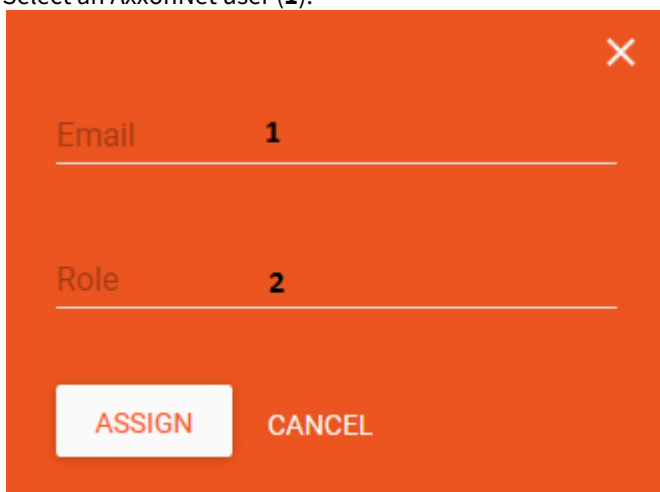 Select an AxxonNet user (1).
×
Email 1
Role 2
ASSIGN CANCEL